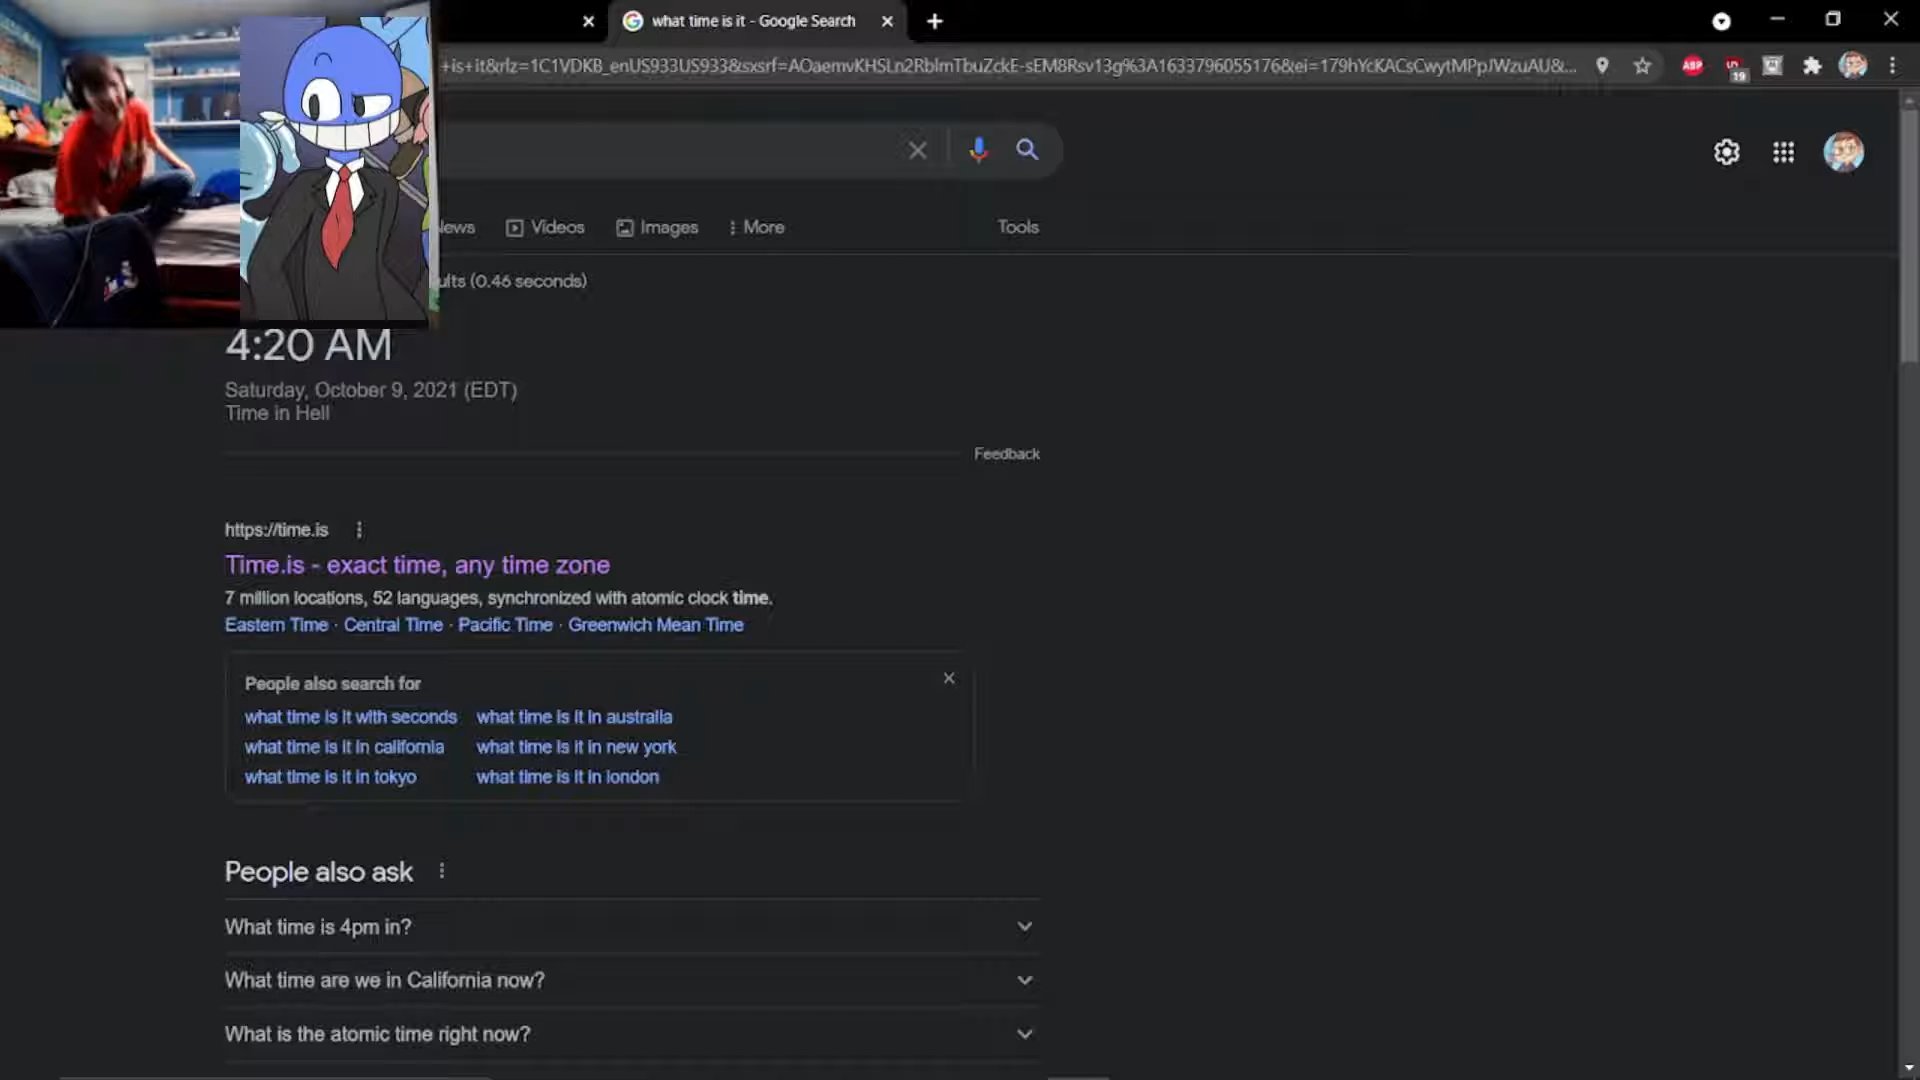 what time is it - Google Search
+is+it&rlz=1C1VDKB_enUS933US933&sxsrf=AOaemvKHSLn2RblmTbuZckE-sEM8Rsv13g%3A1633796055176&ei=179hYcKACsCwytMPpJWzuAU&...
ABP
19
News
Videos
Images
More
Tools
ults (0.46 seconds)
4:20 AM
Saturday, October 9, 2021 (EDT)
Time in Hell
Feedback
https://time.is
Time.is - exact time, any time zone
7 million locations, 52 languages, synchronized with atomic clock time.
Eastern Time · Central Time · Pacific Time · Greenwich Mean Time
People also search for
what time is it with seconds what time is it in australia
what time is it in california what time is it in new york
what time is it in tokyo what time is it in london
People also ask
What time is 4pm in?
What time are we in California now?
What is the atomic time right now?